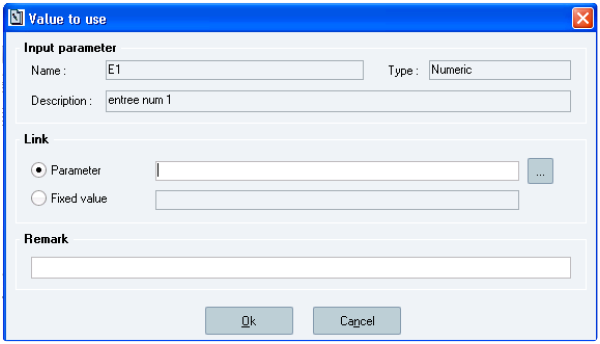 Value to use
Input parameter
Name : E1 Type : Numeric
Description : entree num 1
Link
Parameter ...
Fixed value
Remark
Ok Cancel